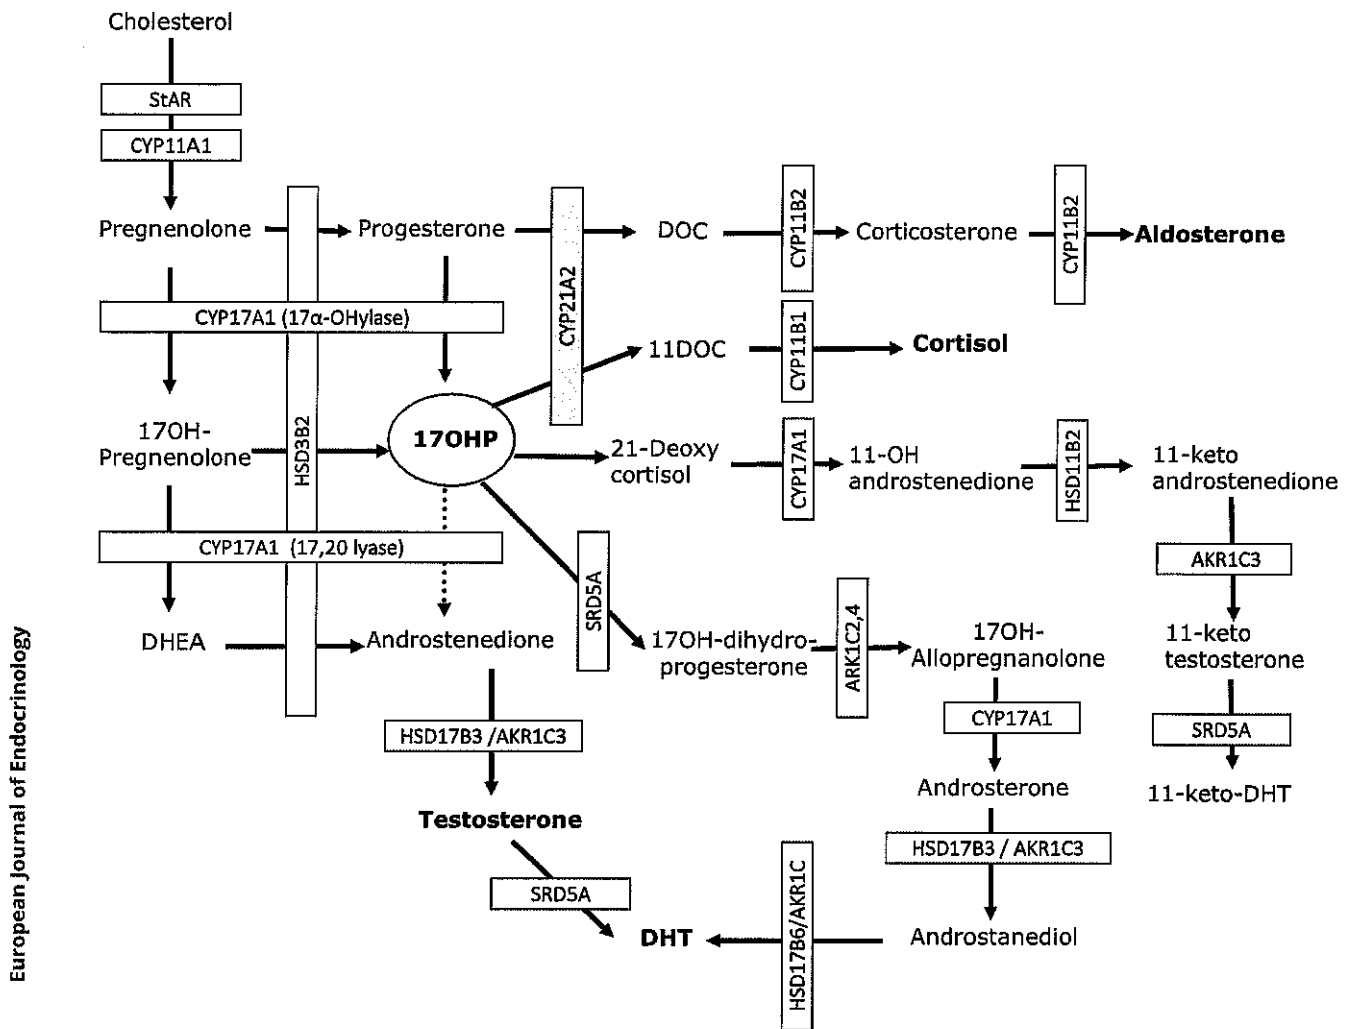 Cholesterol
StAR
CYP11A1
Pregnenolone
Progesterone
DOC
CYP11B2
Corticosterone
CYP11B2
Aldosterone
CYP21A2
CYP17A1 (17α-OHylase)
11DOC
CYP11B1
Cortisol
17OH-
Pregnenolone
HSD3B2
17OHP
21-Deoxy
cortisol
CYP17A1
11-OH
androstenedione
HSD11B2
11-keto
androstenedione
CYP17A1 (17,20 lyase)
SRD5A
AKR1C3
DHEA
Androstenedione
17OH-dihydro-
progesterone
ARK1C2,4
17OH-
Allopregnanolone
11-keto
testosterone
HSD17B3 /AKR1C3
CYP17A1
SRD5A
Testosterone
Androsterone
11-keto-DHT
HSD17B3 / AKR1C3
SRD5A
DHT
HSD17B6/AKR1C
Androstanediol
European Journal of Endocrinology